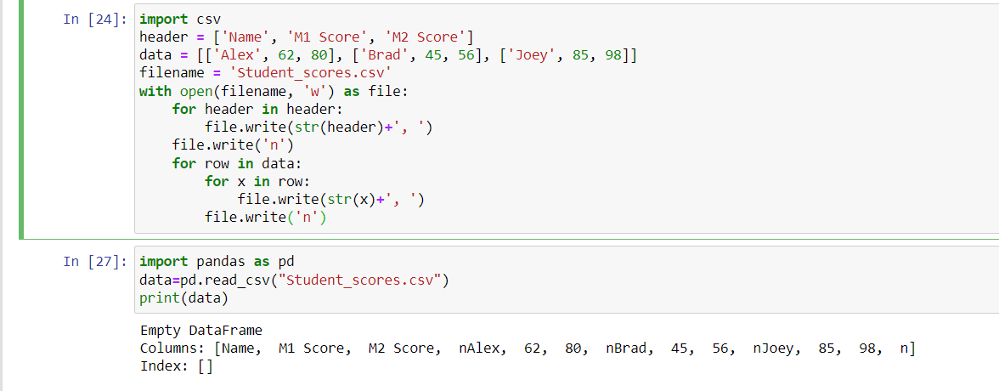 In [24]: import csv
header = ['Name', 'M1 Score', 'M2 Score']
data = [['Alex', 62, 80], ['Brad', 45, 56], ['Joey', 85, 98]]
filename = 'Student_scores.csv'
with open(filename, 'w') as file:
    for header in header:
        file.write(str(header)+', ')
    file.write('n')
    for row in data:
        for x in row:
            file.write(str(x)+', ')
        file.write('n')
In [27]: import pandas as pd
data=pd.read_csv("Student_scores.csv")
print(data)
Empty DataFrame
Columns: [Name,  M1 Score,  M2 Score,  nAlex,  62,  80,  nBrad,  45,  56,  nJoey,  85,  98,  n]
Index: []